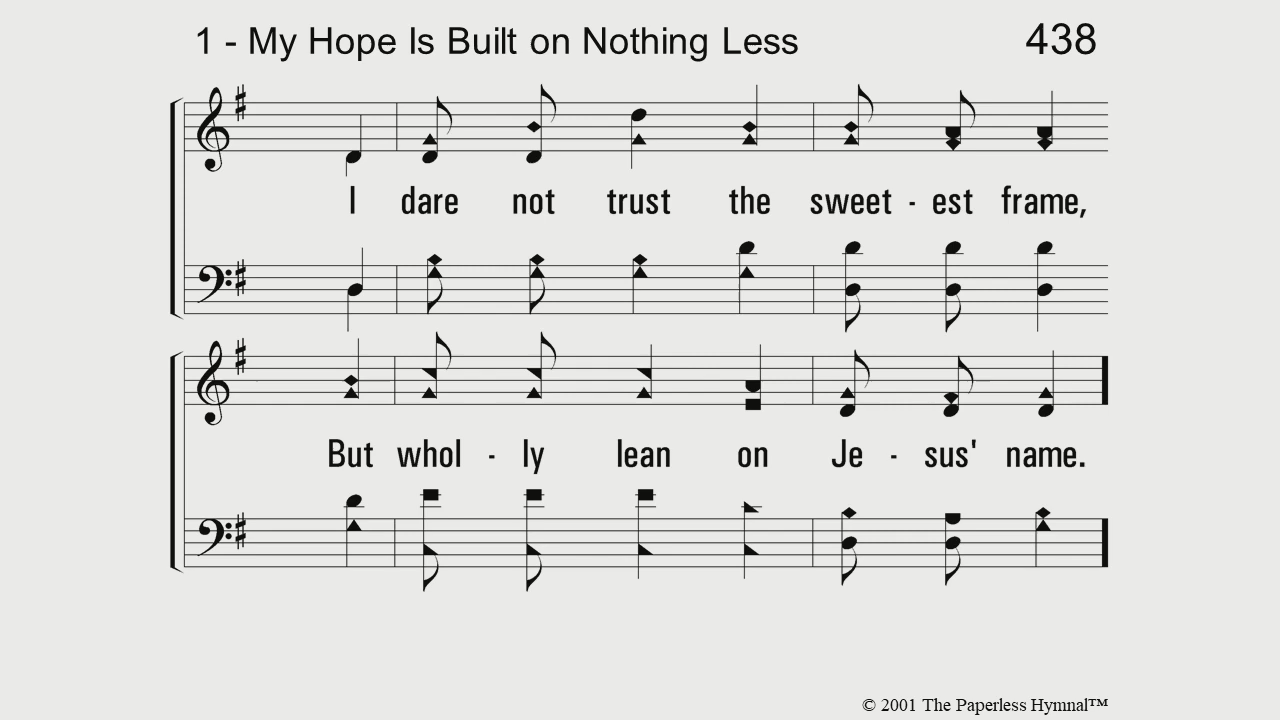 1 - My Hope Is Built on Nothing Less 438
I dare not trust the sweet - est frame,
But whol - ly lean on Je - sus' name.
© 2001 The Paperless Hymnal™